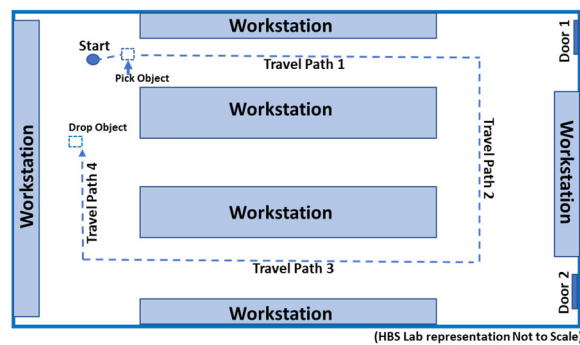 Workstation
Door 1
Start
Travel Path 1
Pick Object
Workstation
Workstation
Drop Object
Travel Path 2
Workstation
Travel Path 4
Workstation
Travel Path 3
Door 2
Workstation
(HBS Lab representation Not to Scale)